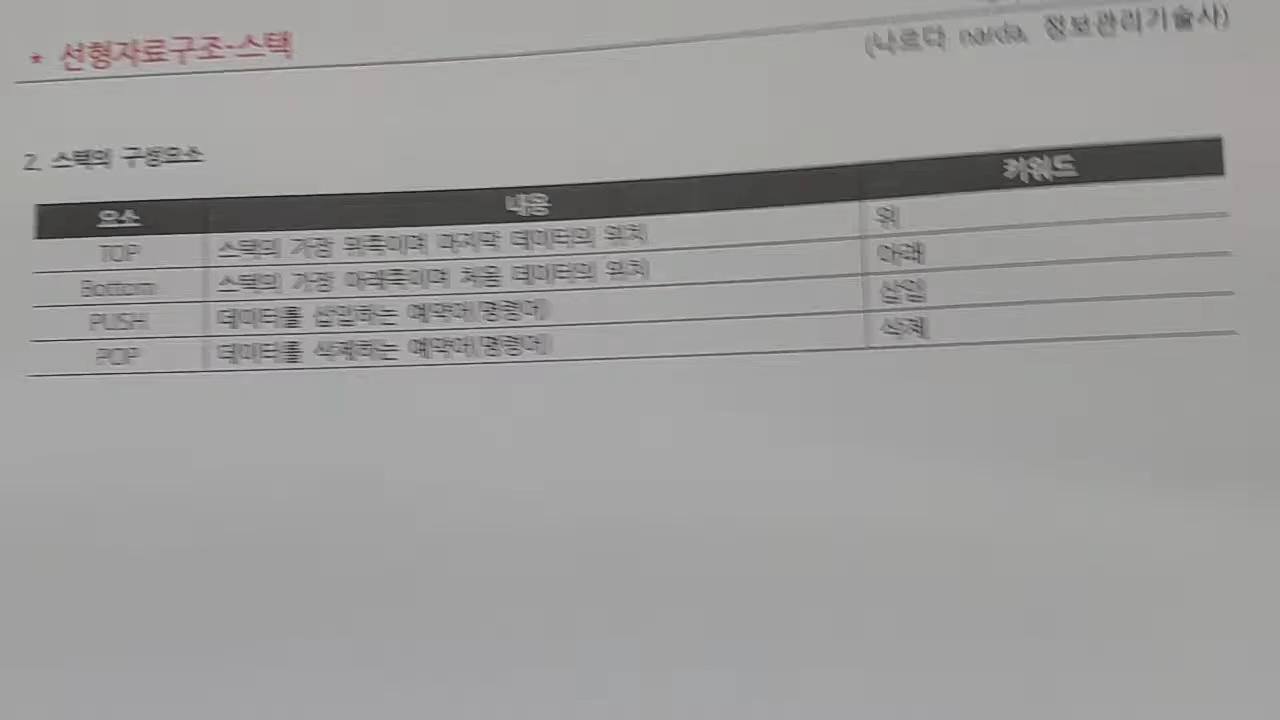 * 선형자료구조-스택
(나르다 narda, 정보관리기술사)
2. 스택의 구성요소
요소 내용 키워드
TOP 스택의 가장 위쪽이며 마지막 데이터의 위치 위
Bottom 스택의 가장 아래쪽이며 처음 데이터의 위치 아래
PUSH 데이터를 삽입하는 예약어(명령어) 삽입
POP 데이터를 삭제하는 예약어(명령어) 삭제